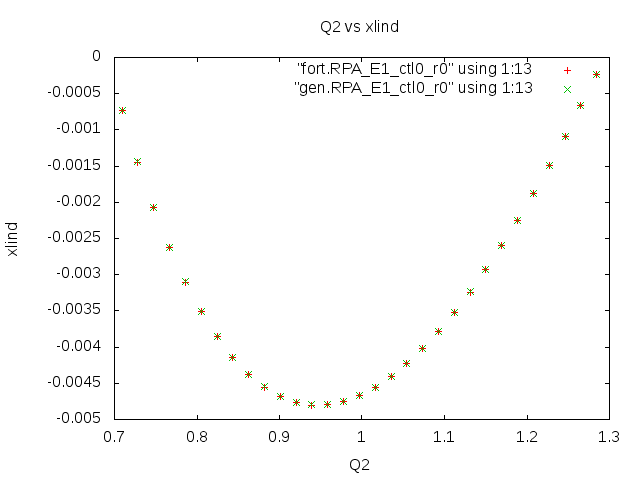 Q2 vs xlind
"fort.RPA_E1_ctl0_r0" using 1:13
"gen.RPA_E1_ctl0_r0" using 1:13
0
-0.0005
-0.001
-0.0015
-0.002
-0.0025
-0.003
-0.0035
-0.004
-0.0045
-0.005
xlind
0.7 0.8 0.9 1 1.1 1.2 1.3
Q2